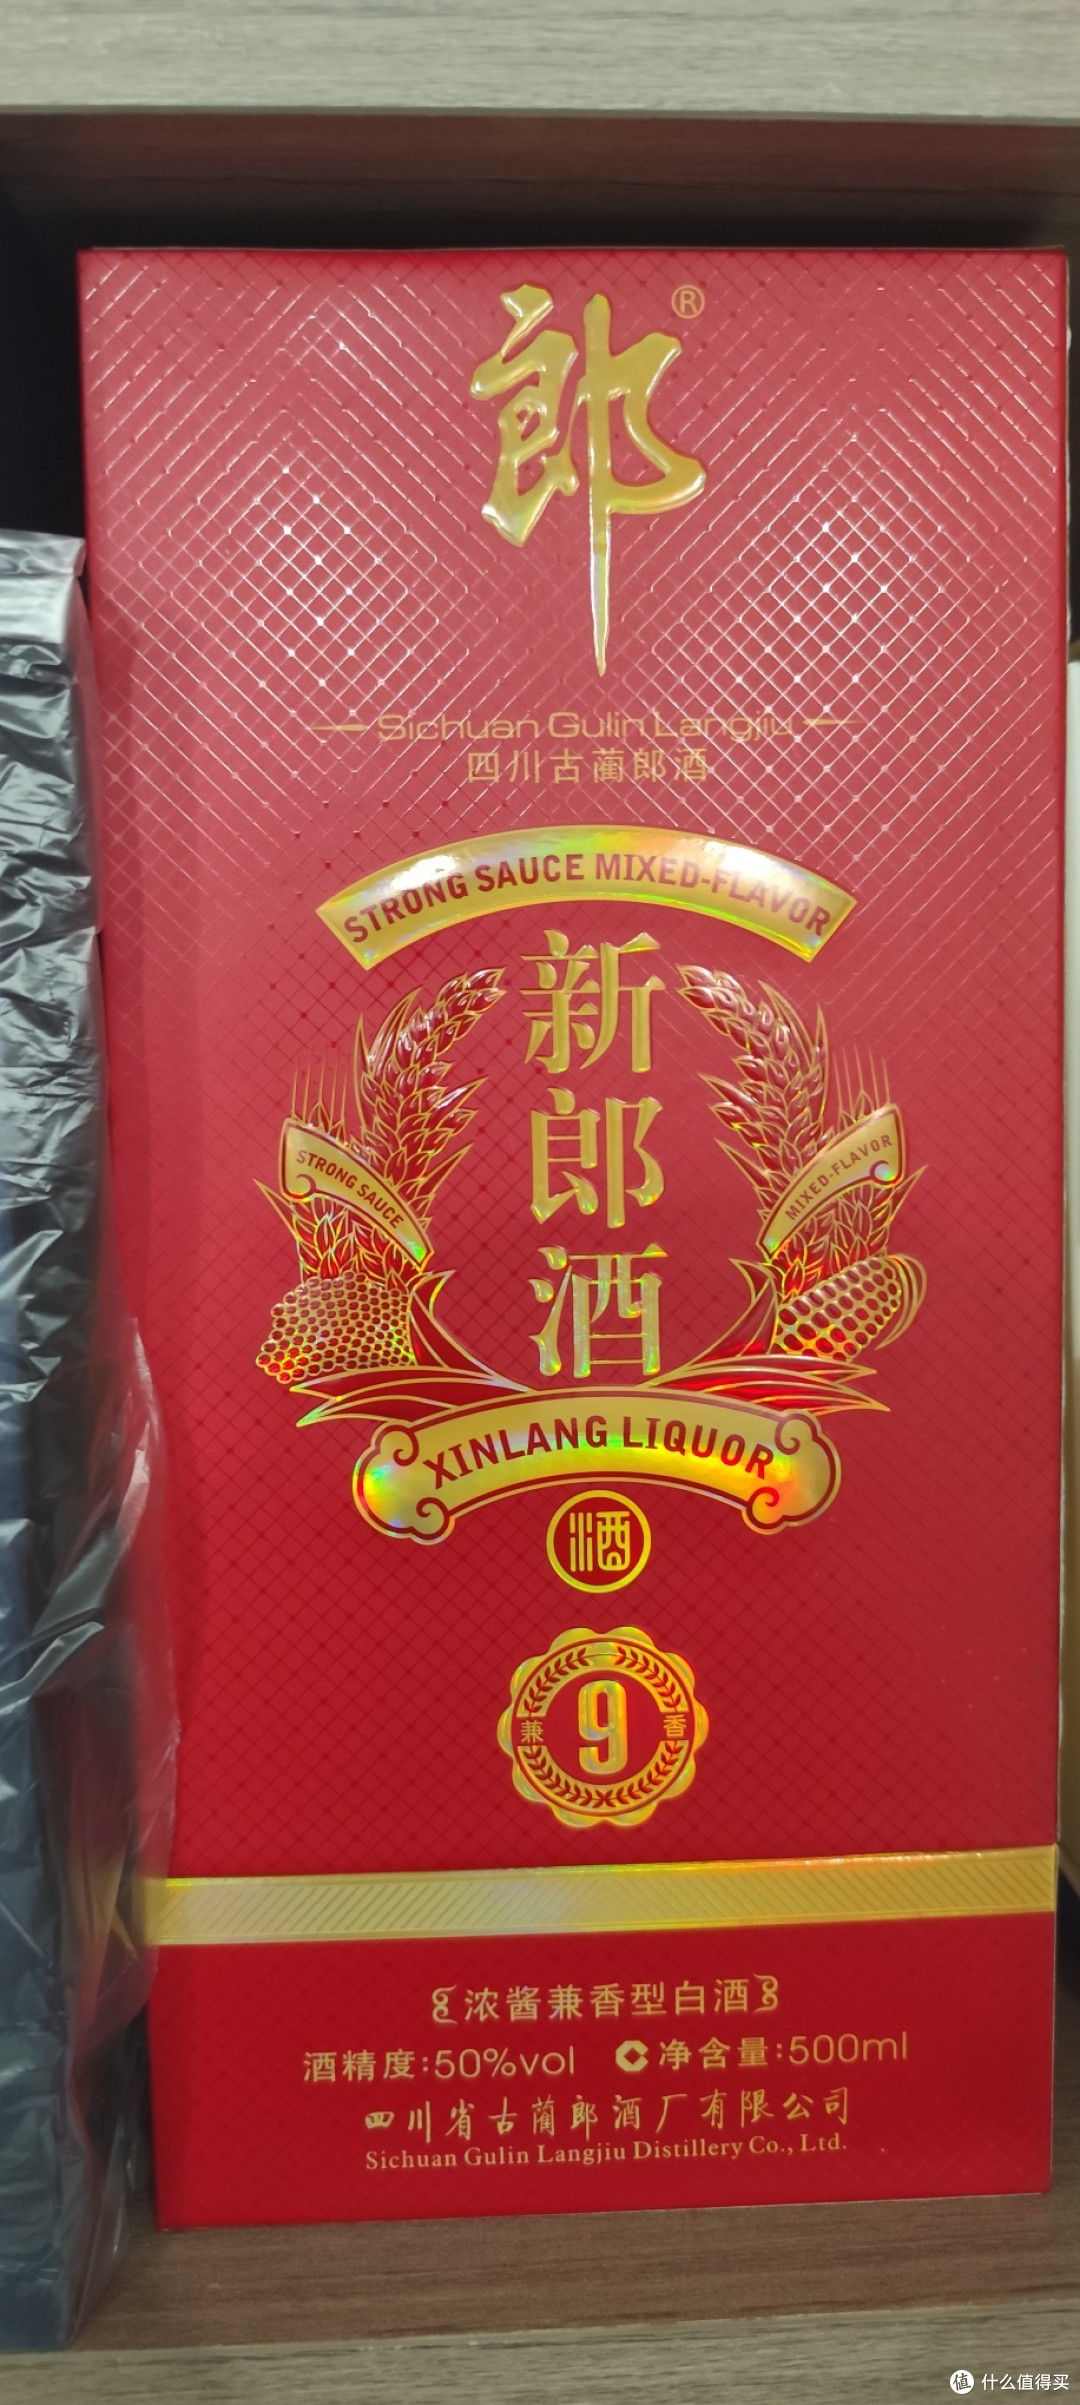 郎®
Sichuan Gulin Langjiu
四川古蔺郎酒
STRONG SAUCE MIXED-FLAVOR
新郎酒
STRONG SAUCE
MIXED-FLAVOR
XINLANG LIQUOR
酒
兼 9 香
浓酱兼香型白酒
酒精度:50%vol 净含量:500ml
四川省古蔺郎酒厂有限公司
Sichuan Gulin Langjiu Distillery Co., Ltd.
值 什么值得买